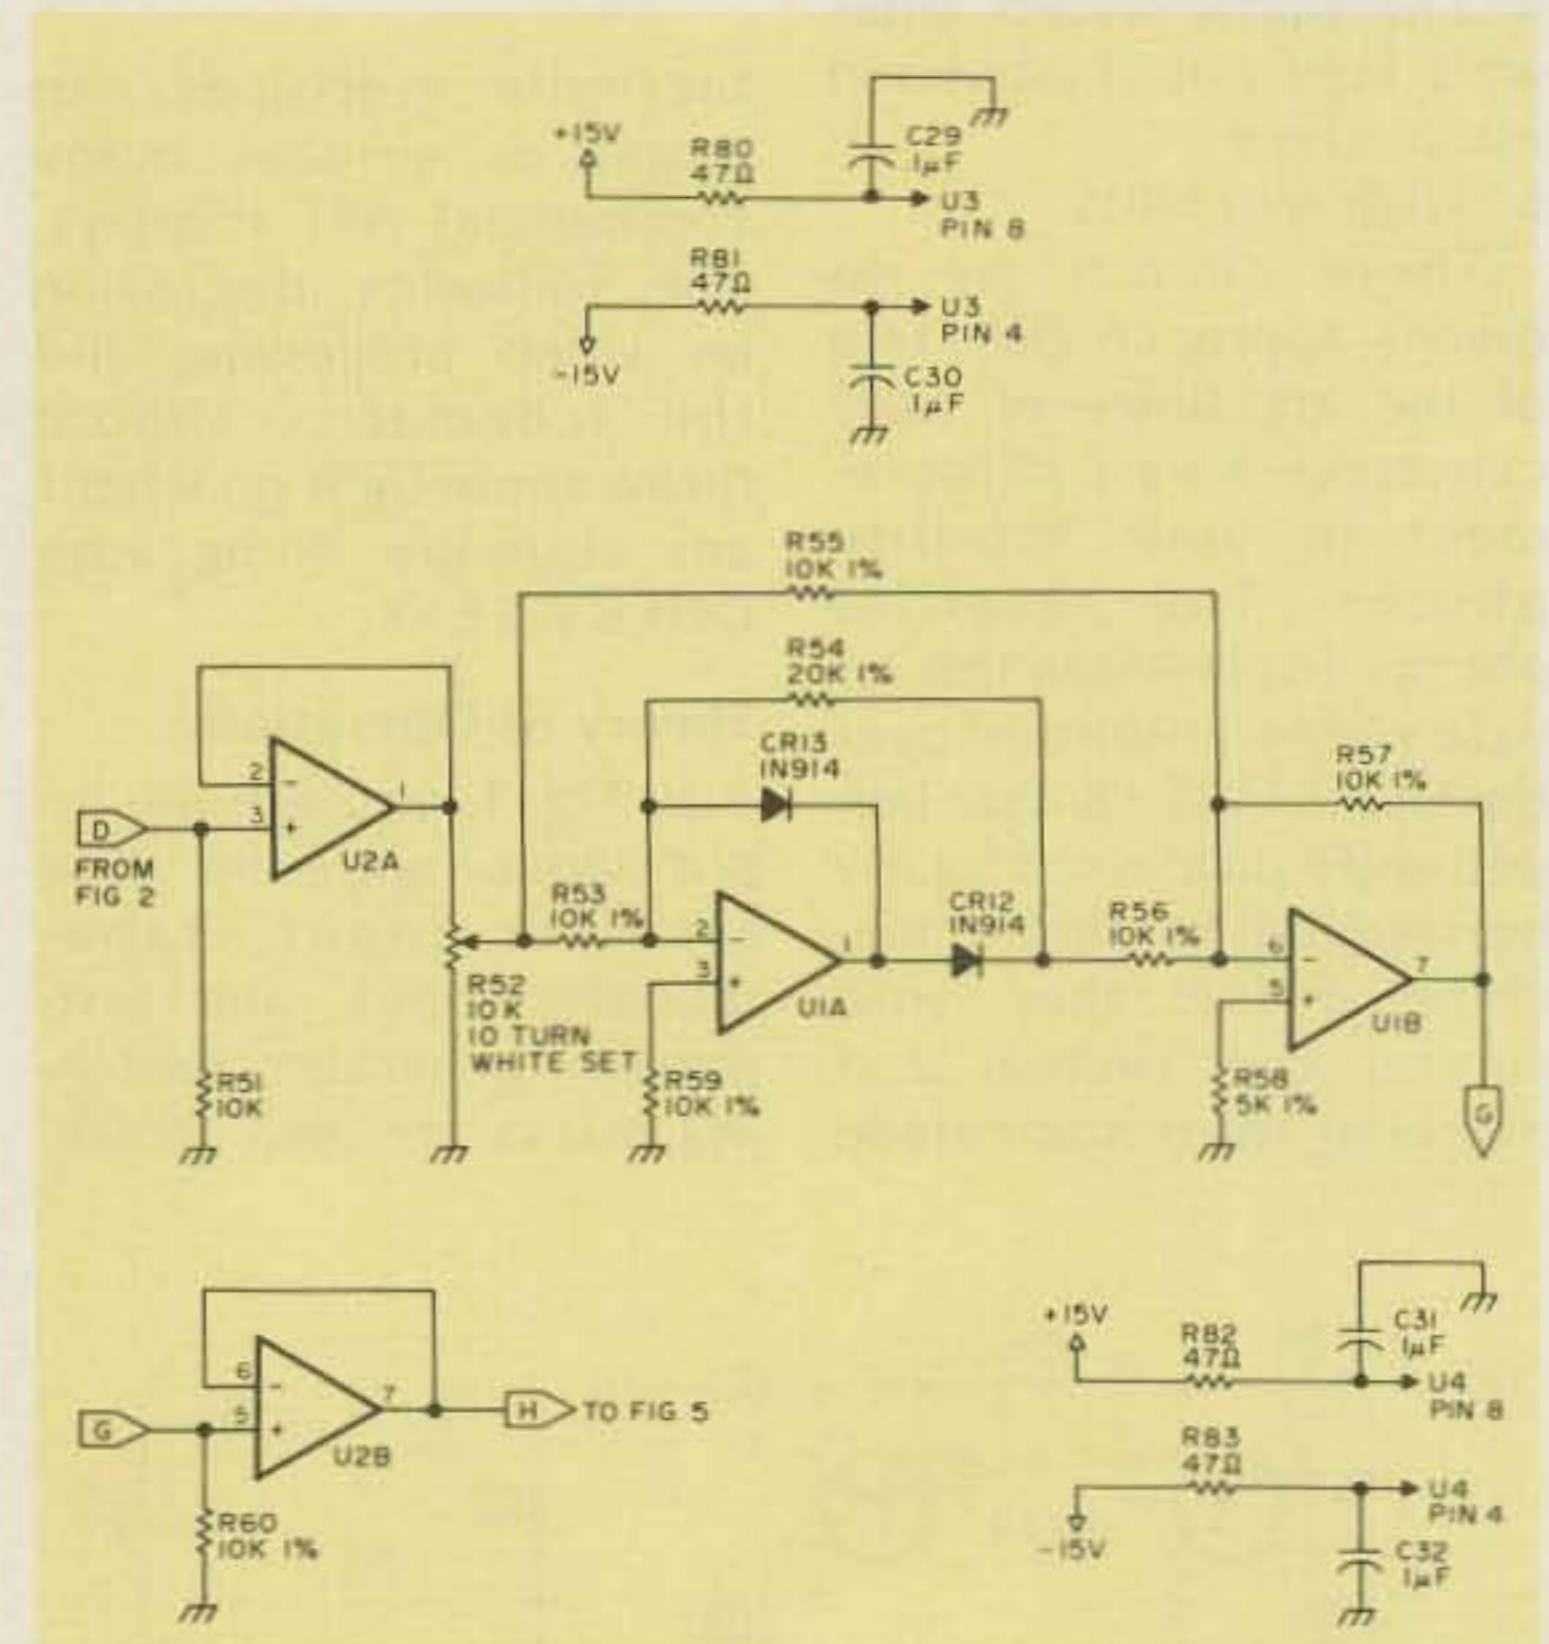 +15V
R80
47Ω
C29
1µF
U3
PIN 8
R81
47Ω
U3
PIN 4
-15V
C30
1µF
R55
10K 1%
R54
20K 1%
CR13
1N914
R57
10K 1%
2
-
1
3
+
D
U2A
FROM
FIG 2
R53
10K 1%
CR12
1N914
R56
10K 1%
2
-
1
3
+
U1A
6
-
7
5
+
U1B
R52
10K
10 TURN
WHITE SET
R51
10K
R59
10K 1%
R58
5K 1%
G
6
-
7
5
+
G
U2B
H
TO FIG 5
R60
10K 1%
+15V
R82
47Ω
C31
1µF
U4
PIN 8
R83
47Ω
U4
PIN 4
-15V
C32
1µF